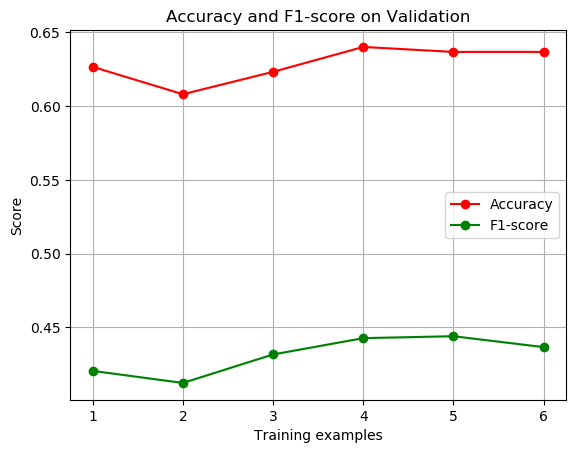 Accuracy and F1-score on Validation
0.65
0.60
0.55
0.50
0.45
Score
Accuracy
F1-score
1 2 3 4 5 6
Training examples